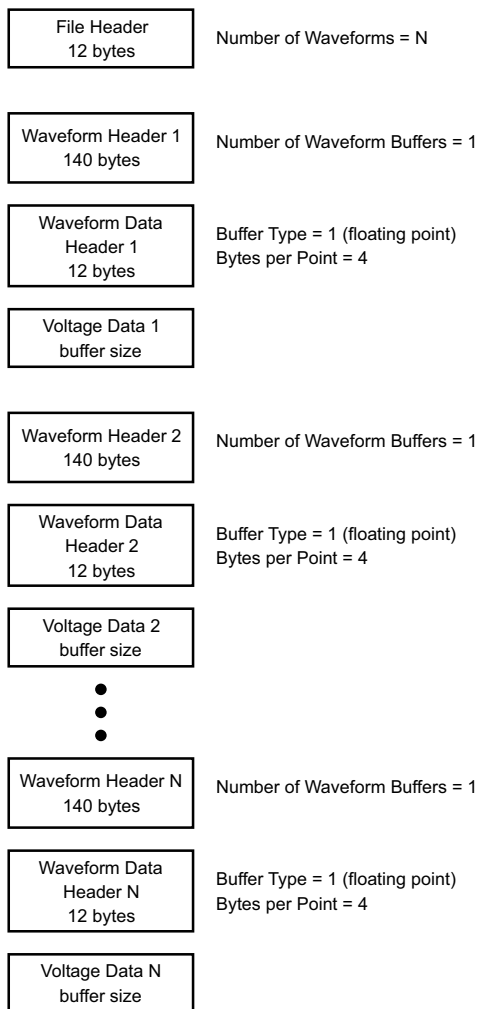 File Header
12 bytes
Number of Waveforms = N
Waveform Header 1
140 bytes
Number of Waveform Buffers = 1
Waveform Data
Header 1
12 bytes
Buffer Type = 1 (floating point)
Bytes per Point = 4
Voltage Data 1
buffer size
Waveform Header 2
140 bytes
Number of Waveform Buffers = 1
Waveform Data
Header 2
12 bytes
Buffer Type = 1 (floating point)
Bytes per Point = 4
Voltage Data 2
buffer size
Waveform Header N
140 bytes
Number of Waveform Buffers = 1
Waveform Data
Header N
12 bytes
Buffer Type = 1 (floating point)
Bytes per Point = 4
Voltage Data N
buffer size